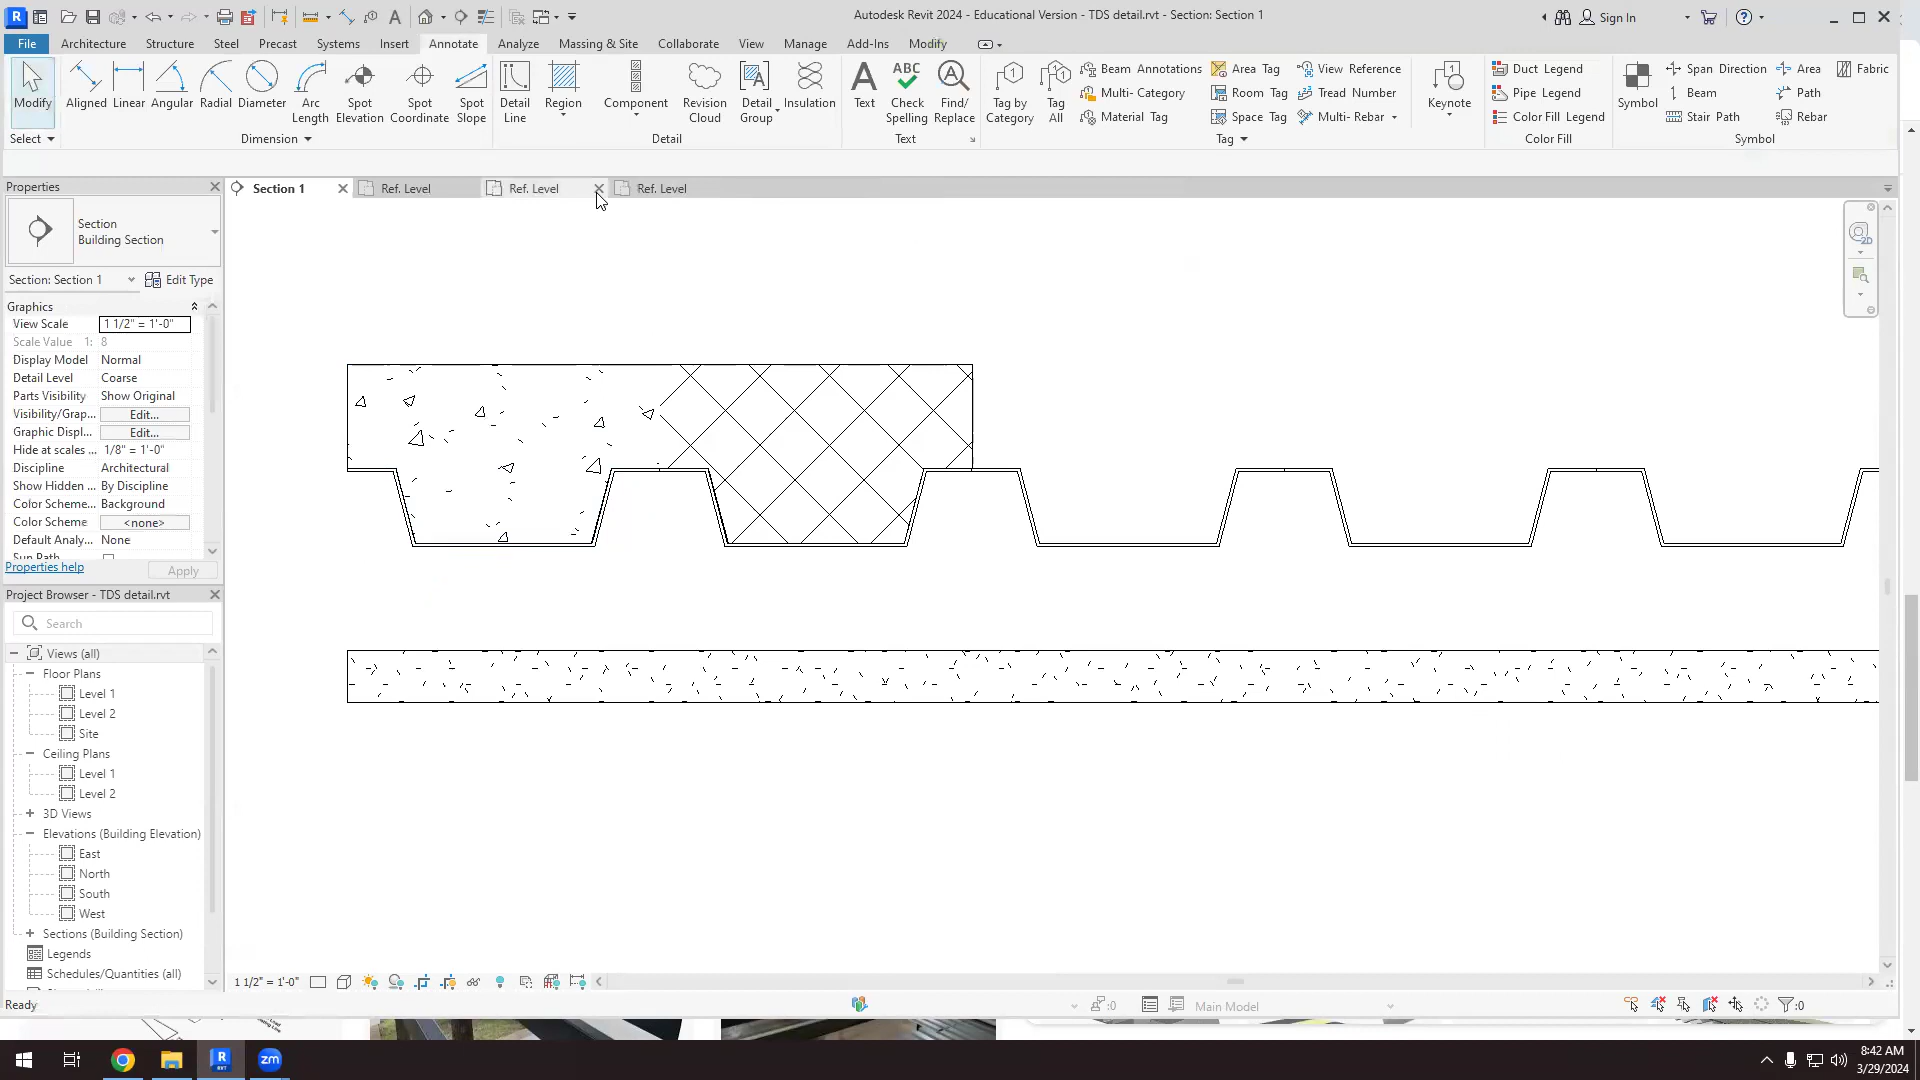 Autodesk Revit 2024 - Educational Version - TDS detail.rvt - Section: Section 1
Sign In
File Architecture Structure Steel Precast Systems Insert Annotate Analyze Massing & Site Collaborate View Manage Add-Ins Modify
Modify
Aligned Linear Angular Radial Diameter Arc Length Spot Elevation Spot Coordinate Spot Slope
Detail Line Region Component Revision Cloud Detail Group Insulation
Text ABC Check Spelling Find/ Replace
Tag by Category Tag All
Beam Annotations Area Tag View Reference
Multi- Category Room Tag Tread Number
Material Tag Space Tag Multi- Rebar
Keynote
Duct Legend
Pipe Legend
Color Fill Legend
Symbol
Span Direction Area Fabric
Beam Path
Stair Path Rebar
Select Dimension Detail Text Tag Color Fill Symbol
Properties
Section 1 Ref. Level Ref. Level Ref. Level
Section
Building Section
Section: Section 1 Edit Type
Graphics
View Scale 1 1/2" = 1'-0"
Scale Value 1: 8
Display Model Normal
Detail Level Coarse
Parts Visibility Show Original
Visibility/Grap... Edit...
Graphic Displ... Edit...
Hide at scales ... 1/8" = 1'-0"
Discipline Architectural
Show Hidden ... By Discipline
Color Scheme... Background
Color Scheme <none>
Default Analy... None
Sun Path
Properties help Apply
Project Browser - TDS detail.rvt
Search
Views (all)
Floor Plans
Level 1
Level 2
Site
Ceiling Plans
Level 1
Level 2
3D Views
Elevations (Building Elevation)
East
North
South
West
Sections (Building Section)
Legends
Schedules/Quantities (all)
1 1/2" = 1'-0"
Ready
:0
Main Model
:0
8:42 AM
3/29/2024